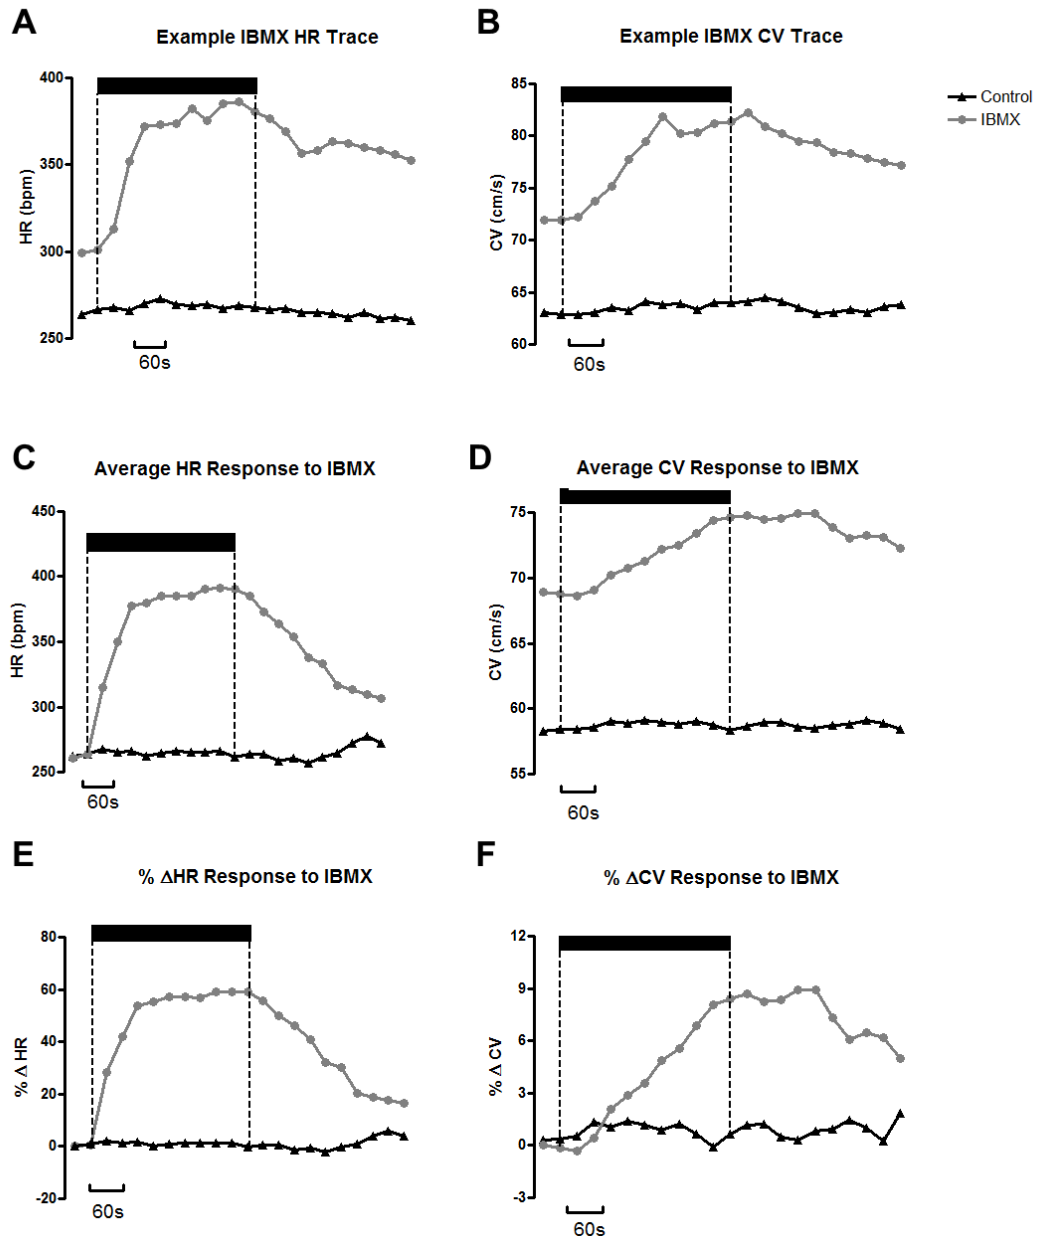 A
Example IBMX HR Trace
400
350
300
250
HR (bpm)
60s
B
Example IBMX CV Trace
85
80
75
70
65
60
CV (cm/s)
60s
Control
IBMX
C
Average HR Response to IBMX
450
400
350
300
250
HR (bpm)
60s
D
Average CV Response to IBMX
75
70
65
60
55
CV (cm/s)
60s
E
% ΔHR Response to IBMX
80
60
40
20
0
-20
% Δ HR
60s
F
% ΔCV Response to IBMX
12
9
6
3
0
-3
% Δ CV
60s